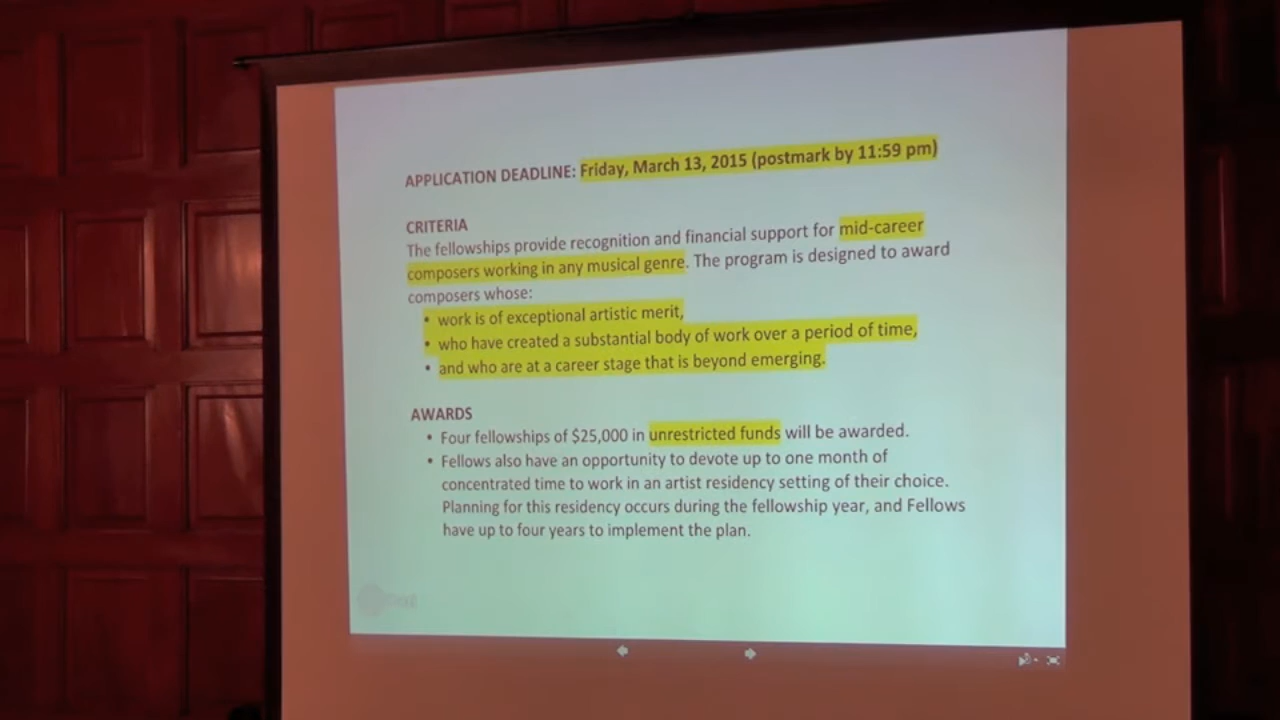 APPLICATION DEADLINE: Friday, March 13, 2015 (postmark by 11:59 pm)
CRITERIA
The fellowships provide recognition and financial support for mid-career
composers working in any musical genre. The program is designed to award
composers whose:
• work is of exceptional artistic merit,
• who have created a substantial body of work over a period of time,
• and who are at a career stage that is beyond emerging.
AWARDS
• Four fellowships of $25,000 in unrestricted funds will be awarded.
• Fellows also have an opportunity to devote up to one month of
concentrated time to work in an artist residency setting of their choice.
Planning for this residency occurs during the fellowship year, and Fellows
have up to four years to implement the plan.